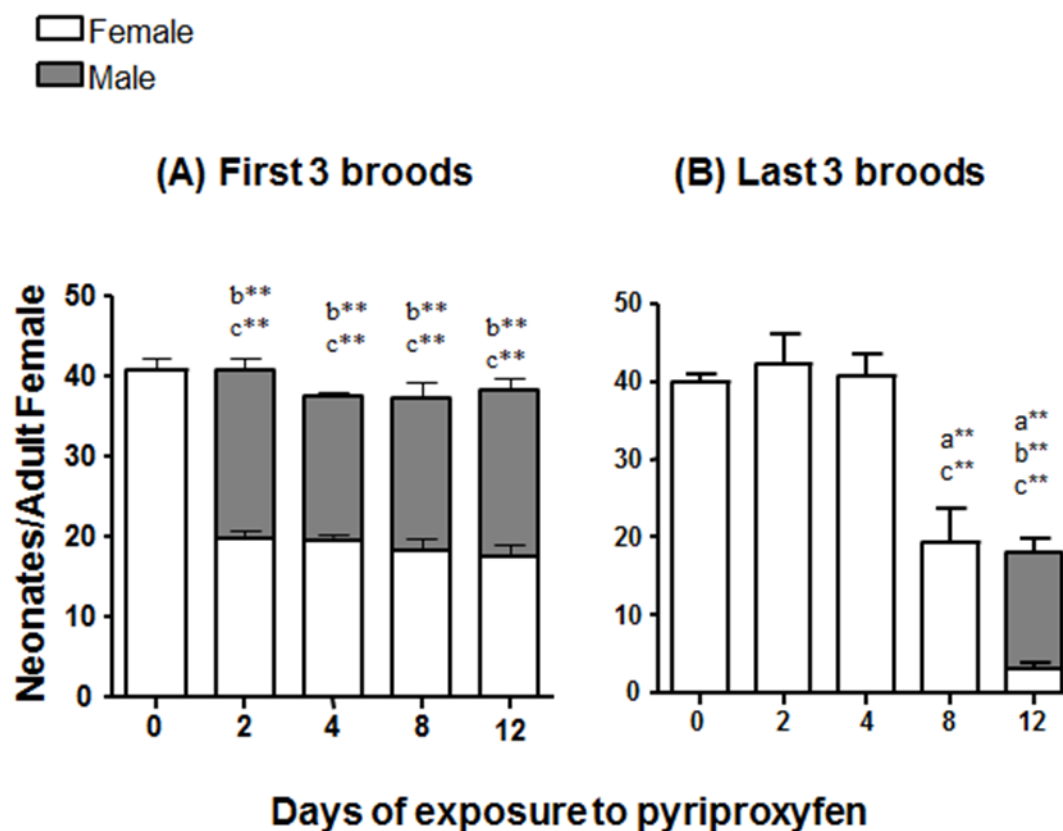 Female
Male
(A) First 3 broods
(B) Last 3 broods
Neonates/Adult Female
50
40
30
20
10
0
b** b** b** b**
c** c** c** c**
0 2 4 8 12
50
40
30
20
10
0
a** a**
c** b**
c**
0 2 4 8 12
Days of exposure to pyriproxyfen